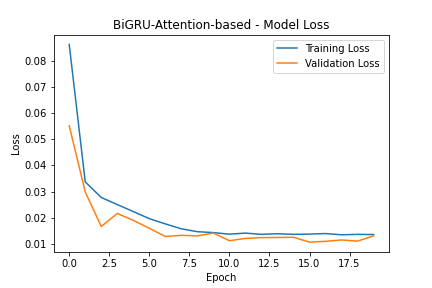 BiGRU-Attention-based - Model Loss
Training Loss
Validation Loss
Loss
0.08
0.07
0.06
0.05
0.04
0.03
0.02
0.01
0.0 2.5 5.0 7.5 10.0 12.5 15.0 17.5
Epoch